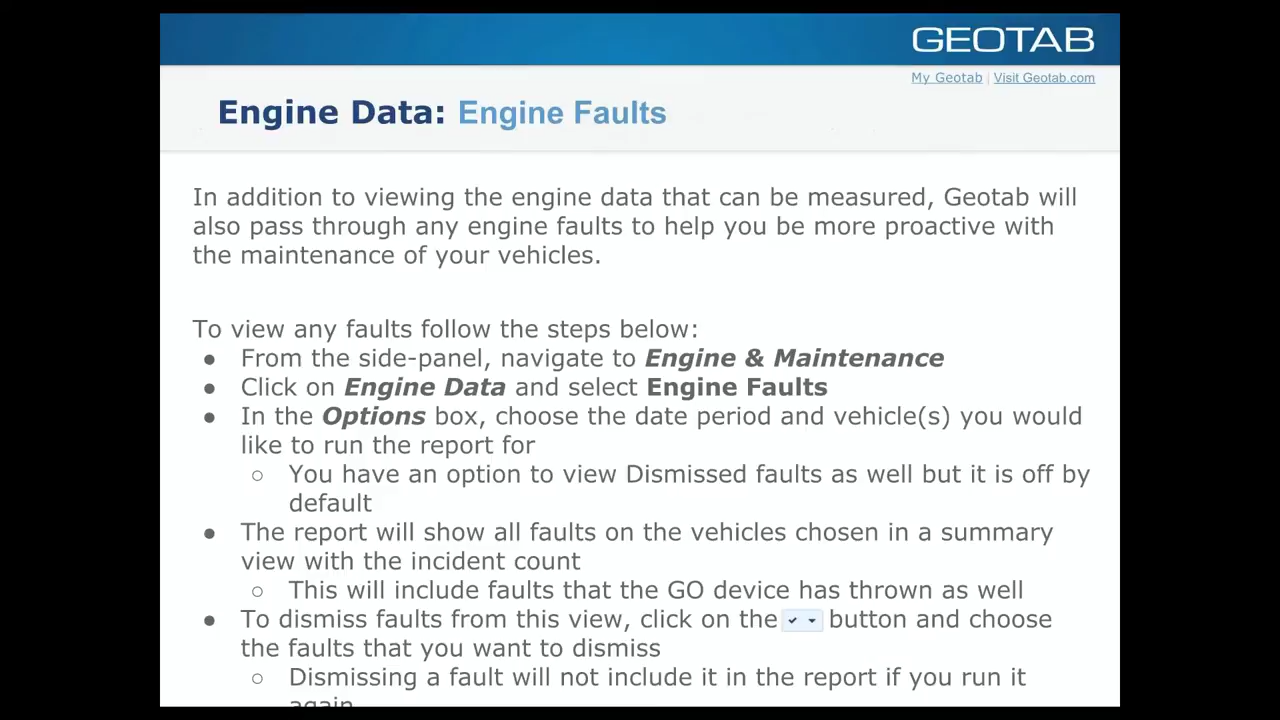 GEOTAB
My Geotab | Visit Geotab.com
Engine Data: Engine Faults
In addition to viewing the engine data that can be measured, Geotab will
also pass through any engine faults to help you be more proactive with
the maintenance of your vehicles.
To view any faults follow the steps below:
● From the side-panel, navigate to Engine & Maintenance
● Click on Engine Data and select Engine Faults
● In the Options box, choose the date period and vehicle(s) you would
like to run the report for
○ You have an option to view Dismissed faults as well but it is off by
default
● The report will show all faults on the vehicles chosen in a summary
view with the incident count
○ This will include faults that the GO device has thrown as well
● To dismiss faults from this view, click on the button and choose
the faults that you want to dismiss
○ Dismissing a fault will not include it in the report if you run it
again